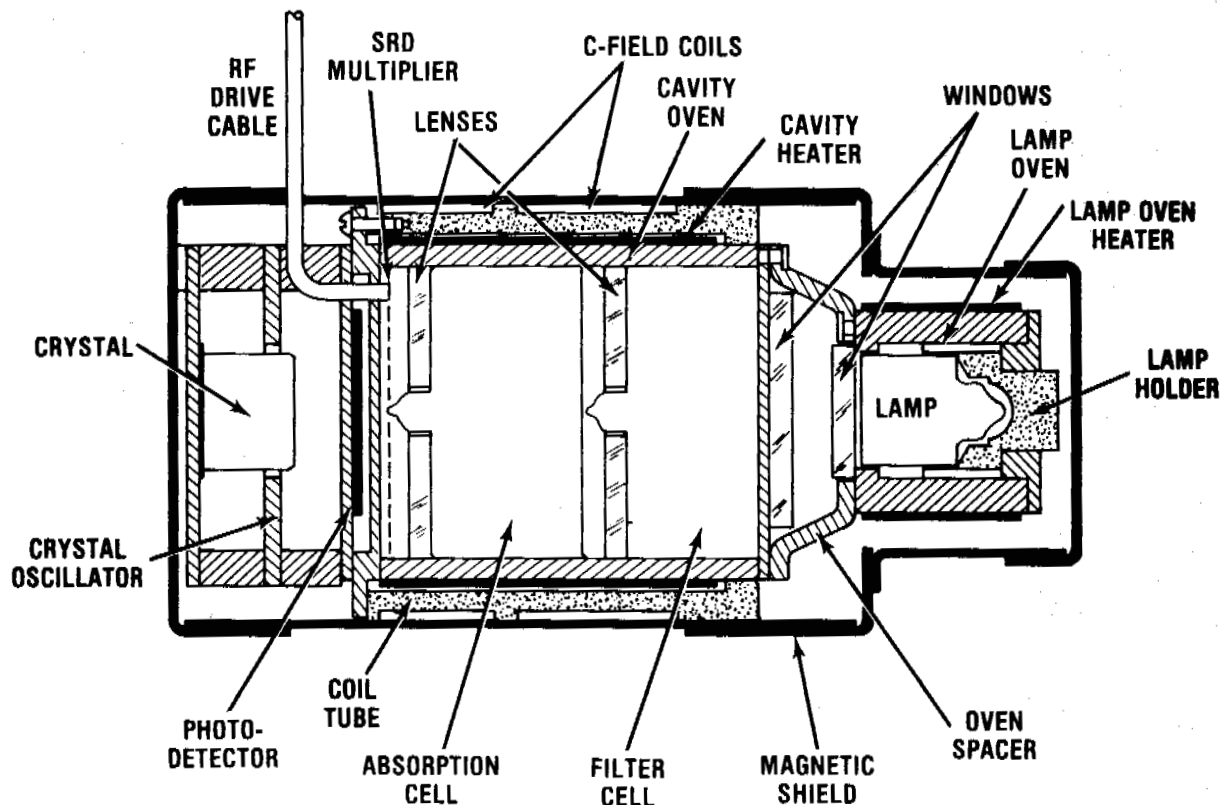 SRD
MULTIPLIER
C-FIELD COILS
RF
DRIVE
CABLE
LENSES
CAVITY
OVEN
CAVITY
HEATER
WINDOWS
LAMP
OVEN
LAMP OVEN
HEATER
CRYSTAL
LAMP
LAMP
HOLDER
CRYSTAL
OSCILLATOR
PHOTO-
DETECTOR
COIL
TUBE
ABSORPTION
CELL
FILTER
CELL
MAGNETIC
SHIELD
OVEN
SPACER